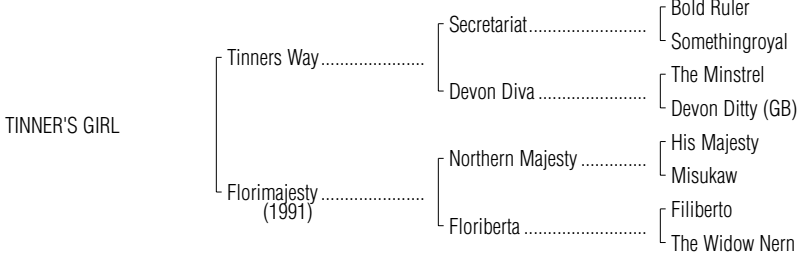 Bold Ruler
Secretariat
Somethingroyal
Tinners Way
The Minstrel
Devon Diva
Devon Ditty (GB)
TINNER'S GIRL
His Majesty
Northern Majesty
Misukaw
Florimajesty
(1991)
Filiberto
Floriberta
The Widow Nern